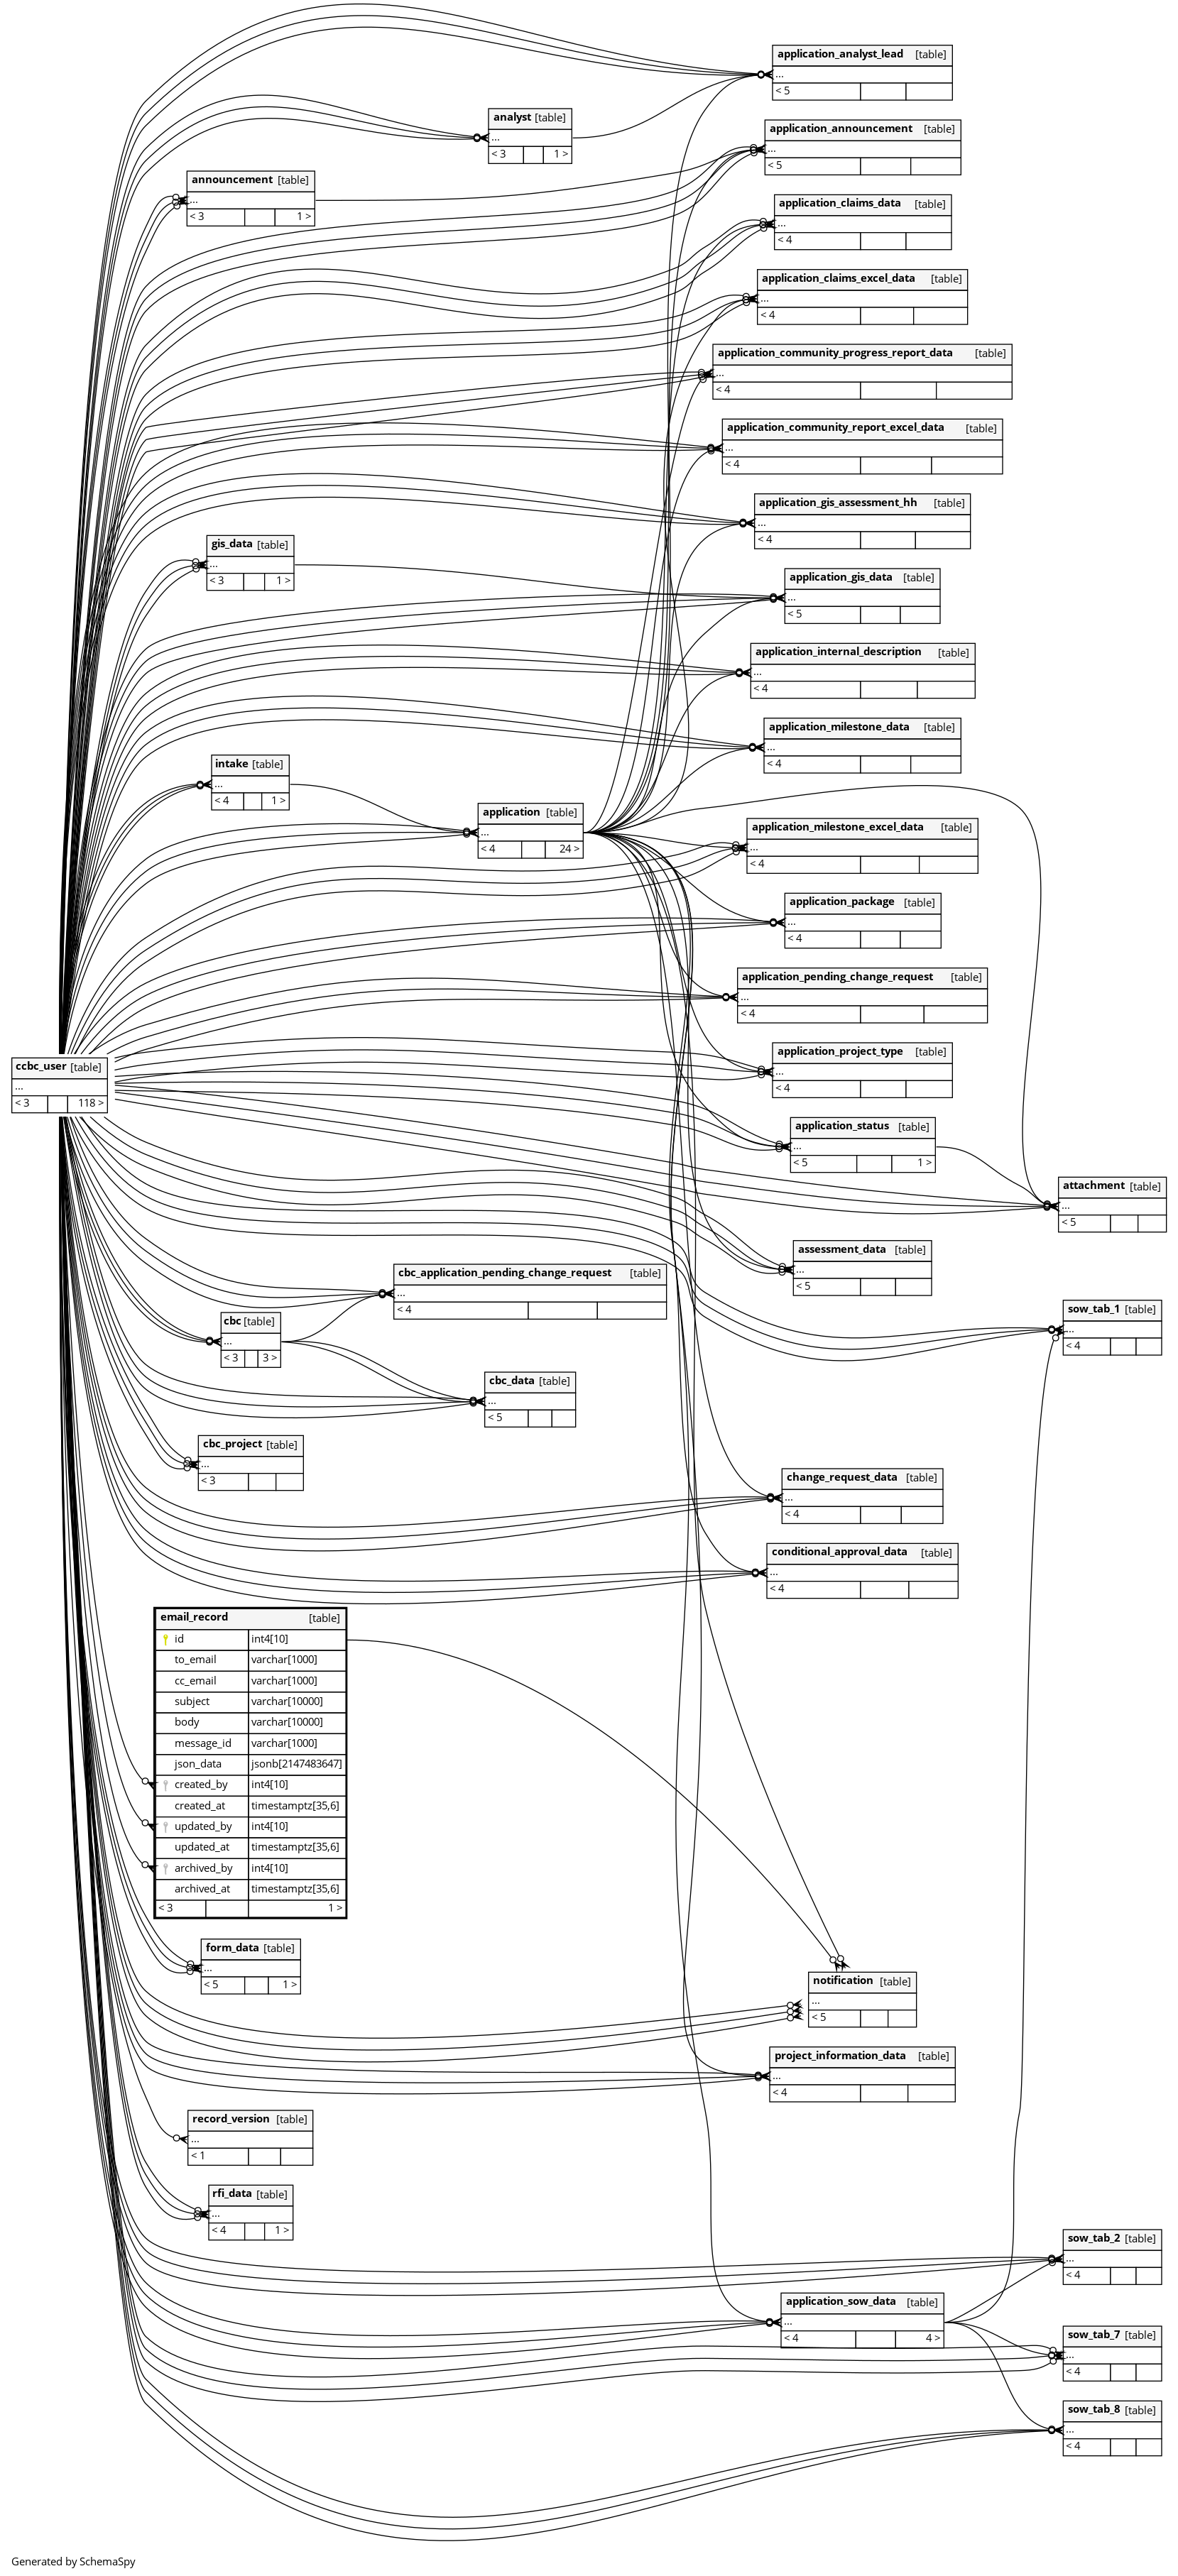 application_analyst_lead [table]
...
< 5
analyst [table]
...
< 3 1 >
application_announcement [table]
...
< 5
announcement [table]
...
< 3 1 >
application_claims_data [table]
...
< 4
application_claims_excel_data [table]
...
< 4
application_community_progress_report_data [table]
...
< 4
application_community_report_excel_data [table]
...
< 4
application_gis_assessment_hh [table]
...
< 4
gis_data [table]
...
< 3 1 >
application_gis_data [table]
...
< 5
application_internal_description [table]
...
< 4
application_milestone_data [table]
...
< 4
intake [table]
...
< 4 1 >
application [table]
...
< 4 24 >
application_milestone_excel_data [table]
...
< 4
application_package [table]
...
< 4
application_pending_change_request [table]
...
< 4
application_project_type [table]
...
< 4
ccbc_user [table]
...
< 3 118 >
application_status [table]
...
< 5 1 >
attachment [table]
...
< 5
assessment_data [table]
...
< 5
cbc_application_pending_change_request [table]
...
< 4
sow_tab_1 [table]
...
< 4
cbc [table]
...
< 3 3 >
cbc_data [table]
...
< 5
cbc_project [table]
...
< 3
change_request_data [table]
...
< 4
conditional_approval_data [table]
...
< 4
email_record [table]
id int4[10]
to_email varchar[1000]
cc_email varchar[1000]
subject varchar[10000]
body varchar[10000]
message_id varchar[1000]
json_data jsonb[2147483647]
created_by int4[10]
created_at timestamptz[35,6]
updated_by int4[10]
updated_at timestamptz[35,6]
archived_by int4[10]
archived_at timestamptz[35,6]
< 3 1 >
form_data [table]
...
< 5 1 >
notification [table]
...
< 5
project_information_data [table]
...
< 4
record_version [table]
...
< 1
rfi_data [table]
...
< 4 1 >
sow_tab_2 [table]
...
< 4
application_sow_data [table]
...
< 4 4 >
sow_tab_7 [table]
...
< 4
sow_tab_8 [table]
...
< 4
Generated by SchemaSpy